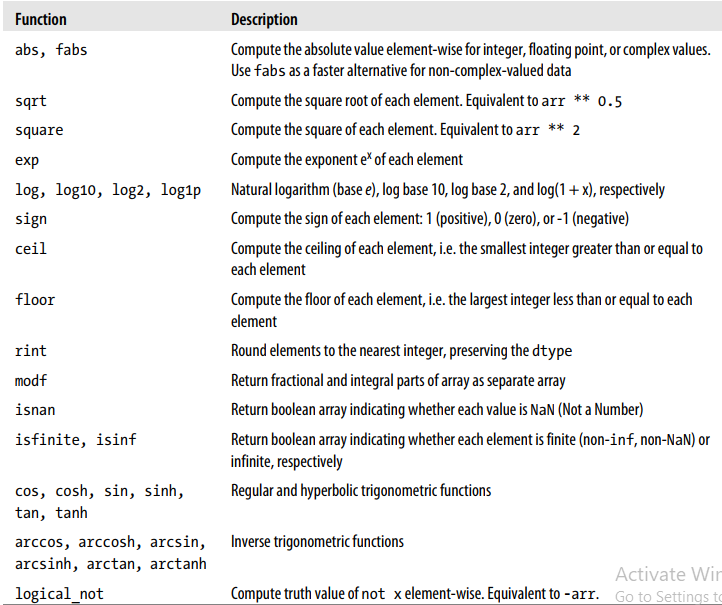 Function Description
abs, fabs Compute the absolute value element-wise for integer, floating point, or complex values.
Use fabs as a faster alternative for non-complex-valued data
sqrt Compute the square root of each element. Equivalent to arr ** 0.5
square Compute the square of each element. Equivalent to arr ** 2
exp Compute the exponent eˣ of each element
log, log10, log2, log1p Natural logarithm (base e), log base 10, log base 2, and log(1 + x), respectively
sign Compute the sign of each element: 1 (positive), 0 (zero), or -1 (negative)
ceil Compute the ceiling of each element, i.e. the smallest integer greater than or equal to
each element
floor Compute the floor of each element, i.e. the largest integer less than or equal to each
element
rint Round elements to the nearest integer, preserving the dtype
modf Return fractional and integral parts of array as separate array
isnan Return boolean array indicating whether each value is NaN (Not a Number)
isfinite, isinf Return boolean array indicating whether each element is finite (non-inf, non-NaN) or
infinite, respectively
cos, cosh, sin, sinh, Regular and hyperbolic trigonometric functions
tan, tanh
arccos, arccosh, arcsin, Inverse trigonometric functions
arcsinh, arctan, arctanh
logical_not Compute truth value of not x element-wise. Equivalent to -arr.
Activate Wi
Go to Settings t